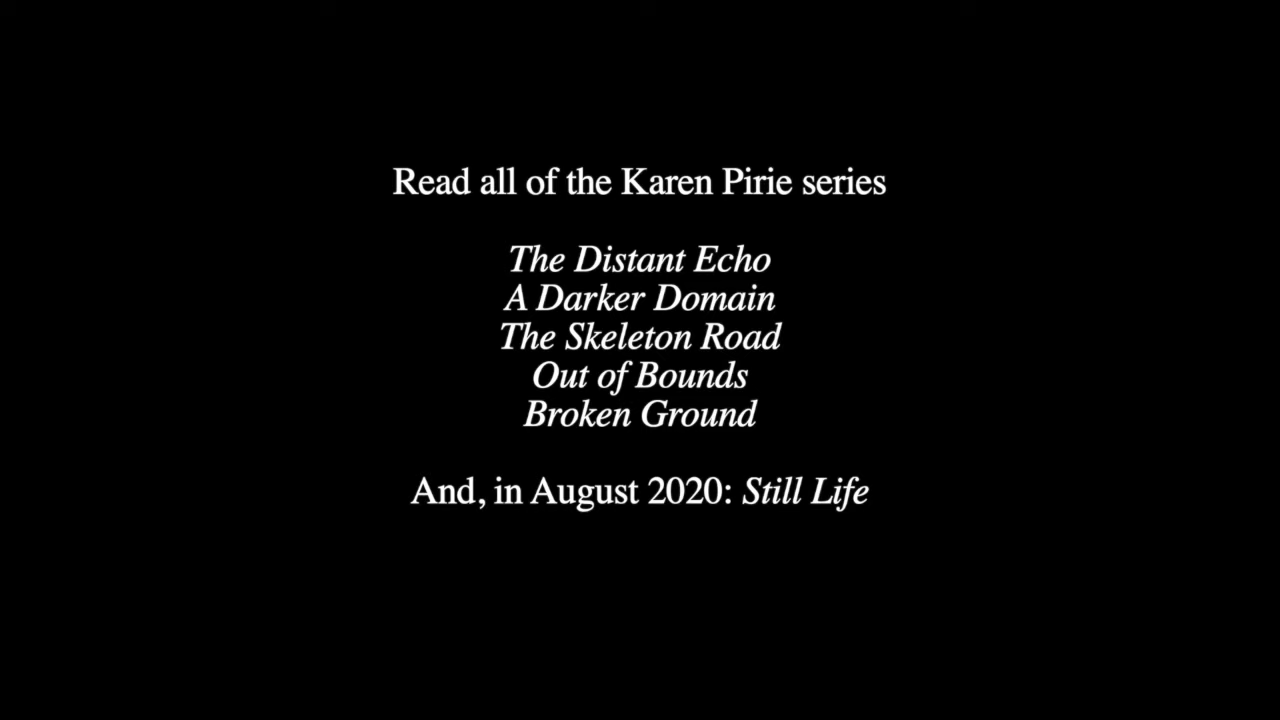 Read all of the Karen Pirie series
The Distant Echo
A Darker Domain
The Skeleton Road
Out of Bounds
Broken Ground
And, in August 2020: Still Life